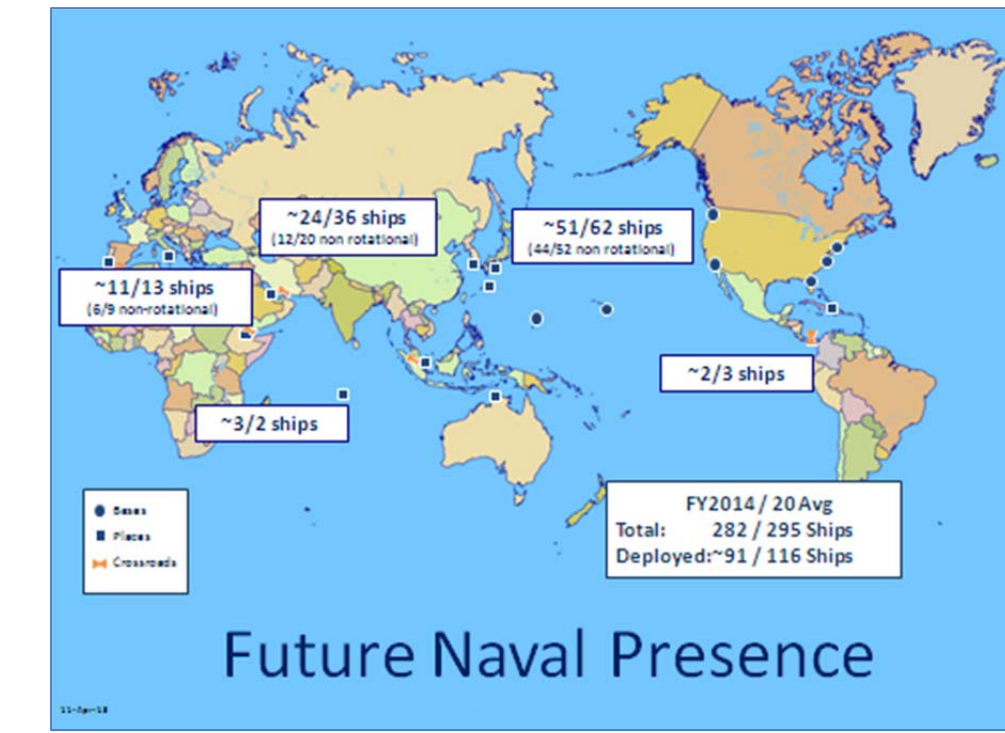 ~24/36 ships
(12/20 non rotational)
~51/62 ships
(44/52 non rotational)
~11/13 ships
(6/9 non-rotational)
~2/3 ships
~3/2 ships
FY2014 / 20 Avg
Total: 282 / 295 Ships
Deployed:~91 / 116 Ships
Bases
Places
Crossroads
Future Naval Presence